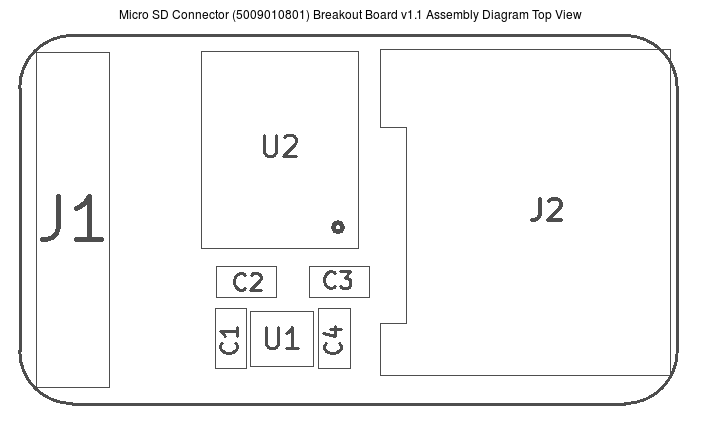 Micro SD Connector (5009010801) Breakout Board v1.1 Assembly Diagram Top View
J1
U2
J2
C2
C3
C1
U1
C4